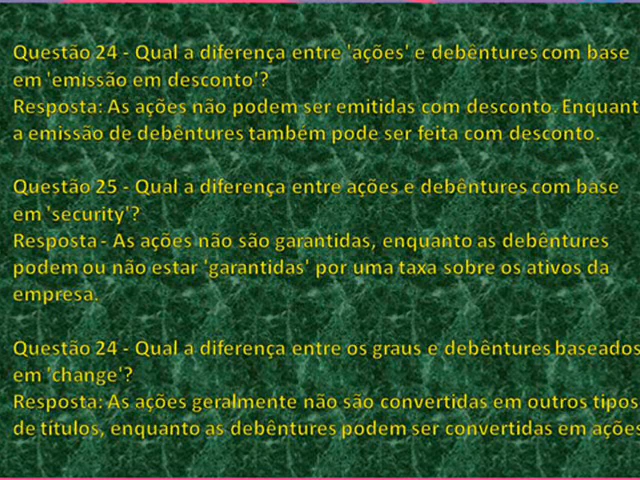 Questão 24 - Qual a diferença entre 'ações' e debêntures com base
em 'emissão em desconto'?
Resposta: As ações não podem ser emitidas com desconto. Enquant
a emissão de debêntures também pode ser feita com desconto.
Questão 25 - Qual a diferença entre ações e debêntures com base
em 'security'?
Resposta - As ações não são garantidas, enquanto as debêntures
podem ou não estar 'garantidas' por uma taxa sobre os ativos da
empresa.
Questão 24 - Qual a diferença entre os graus e debêntures baseados
em 'change'?
Resposta: As ações geralmente não são convertidas em outros tipos
de títulos, enquanto as debêntures podem ser convertidas em ações